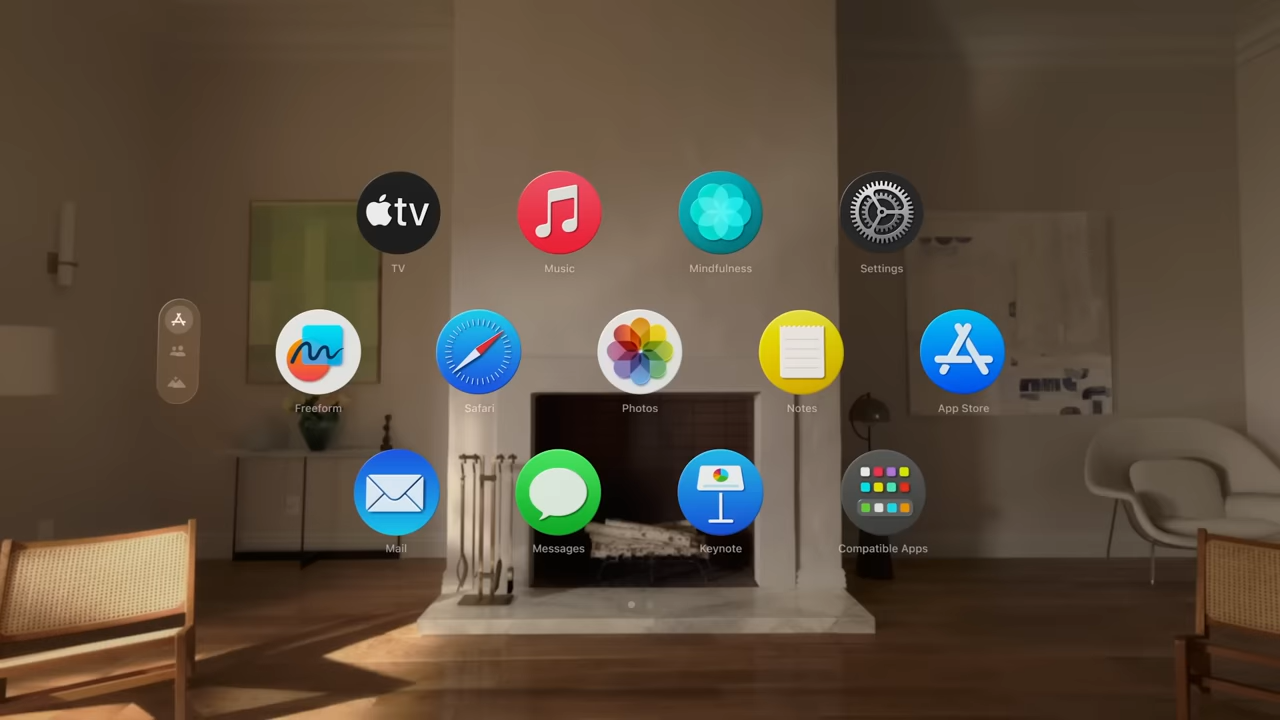 tv
TV
Music
Mindfulness
Settings
Freeform
Safari
Photos
Notes
App Store
Mail
Messages
Keynote
Compatible Apps